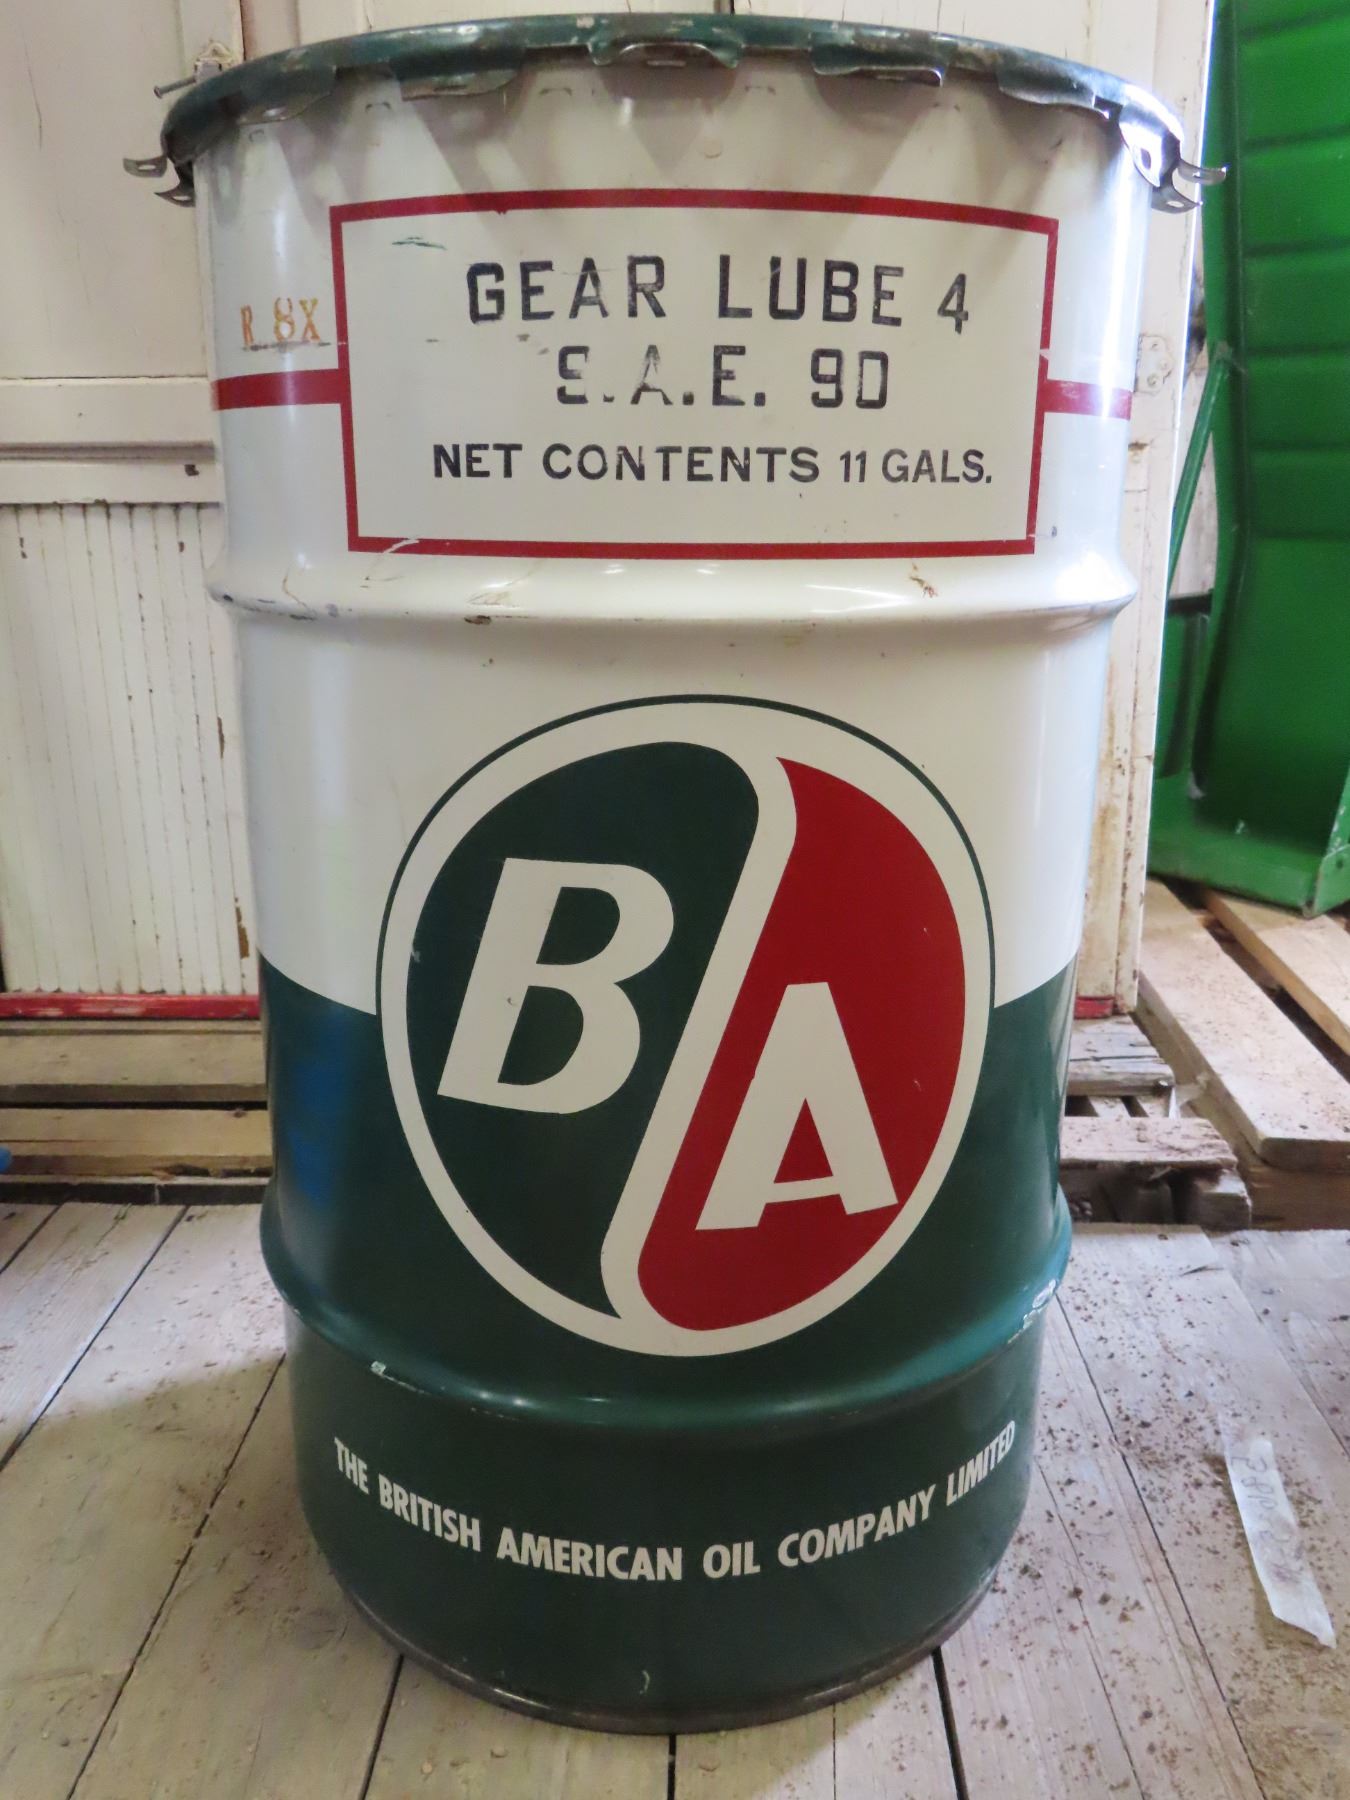 GEAR LUBE 4
S.A.E. 90
NET CONTENTS 11 GALS.
R 8X
B A
THE BRITISH AMERICAN OIL COMPANY LIMITED